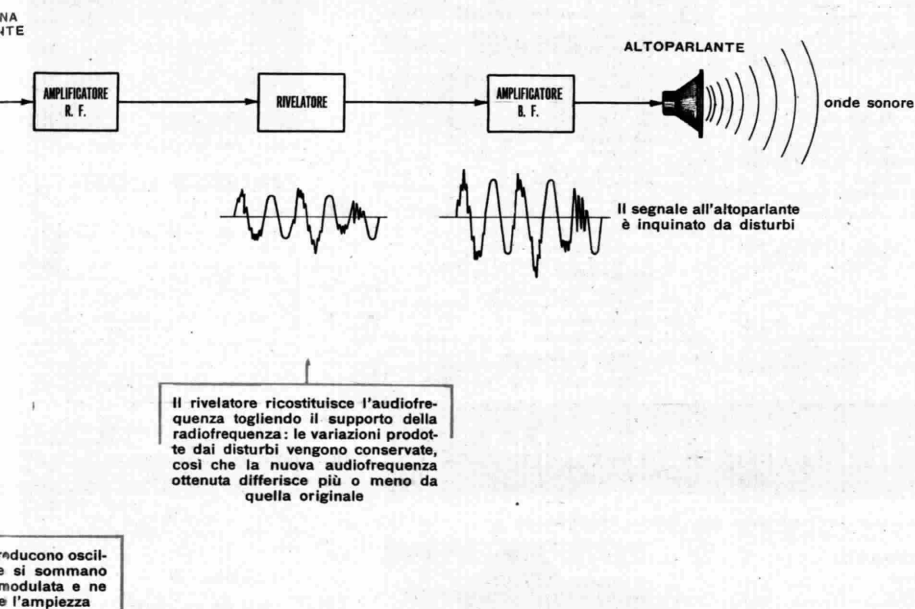 NA
NTE
ALTOPARLANTE
AMPLIFICATORE
R. F.
RIVELATORE
AMPLIFICATORE
B. F.
onde sonore
Il segnale all'altoparlante
è inquinato da disturbi
Il rivelatore ricostituisce l'audiofre-
quenza togliendo il supporto della
radiofrequenza: le variazioni prodot-
te dai disturbi vengono conservate,
così che la nuova audiofrequenza
ottenuta differisce più o meno da
quella originale
roducono oscil-
e si sommano
modulata e ne
e l'ampiezza